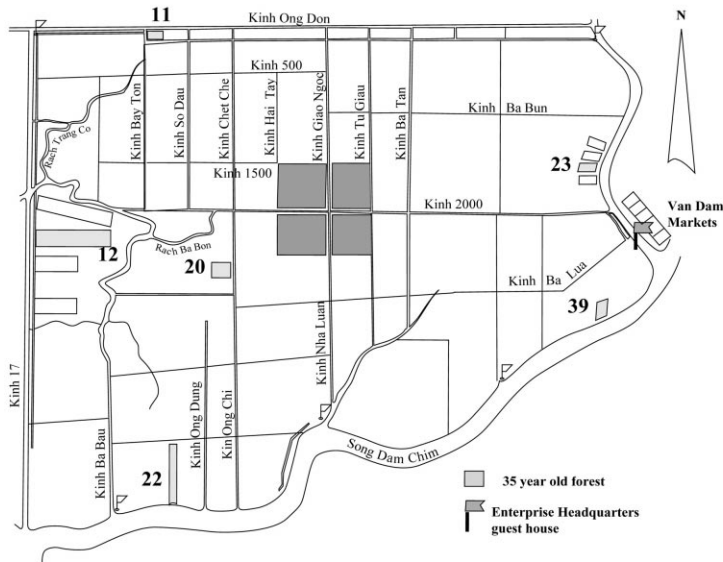 11
Kinh Ong Don
N
Kinh 500
Kinh Bay Ton
Kinh So Dau
Kinh Chet Che
Kinh Hai Tay
Kinh Giao Ngoc
Kinh Tu Giau
Kinh Ba Tan
Kinh Ba Bun
Rach Trang Co
23
Kinh 1500
Kinh 2000
Van Dam
Markets
12
Rach Ba Bon
20
Kinh Ba Lua
39
Kinh 17
Kinh Nha Luan
Kinh Ba Bau
Kinh Ong Dung
Kin Ong Chi
22
Song Dam Chim
35 year old forest
Enterprise Headquarters
guest house